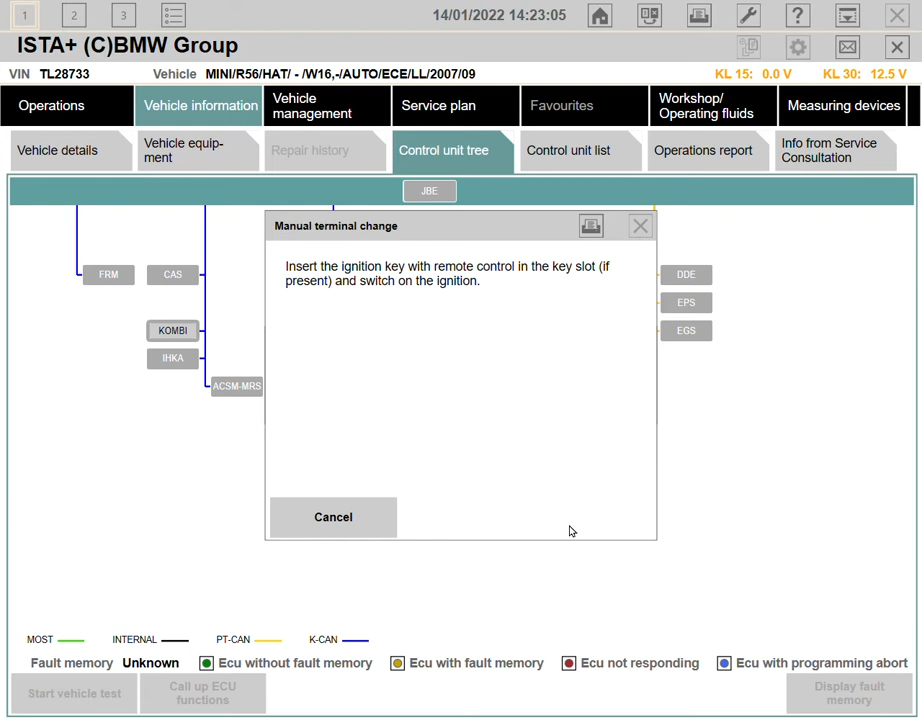 1 2 3 14/01/2022 14:23:05 ?
ISTA+ (C)BMW Group
VIN TL28733 Vehicle MINI/R56/HAT/ - /W16,-/AUTO/ECE/LL/2007/09 KL 15: 0.0 V KL 30: 12.5 V
Operations
Vehicle information
Vehicle
management
Service plan
Favourites
Workshop/
Operating fluids
Measuring devices
Vehicle details
Vehicle equip-
ment
Repair history
Control unit tree
Control unit list
Operations report
Info from Service
Consultation
JBE
Manual terminal change
Insert the ignition key with remote control in the key slot (if
present) and switch on the ignition.
Cancel
FRM
CAS
KOMBI
IHKA
ACSM-MRS
DDE
EPS
EGS
MOST INTERNAL PT-CAN K-CAN
Fault memory Unknown Ecu without fault memory Ecu with fault memory Ecu not responding Ecu with programming abort
Start vehicle test
Call up ECU
functions
Display fault
memory